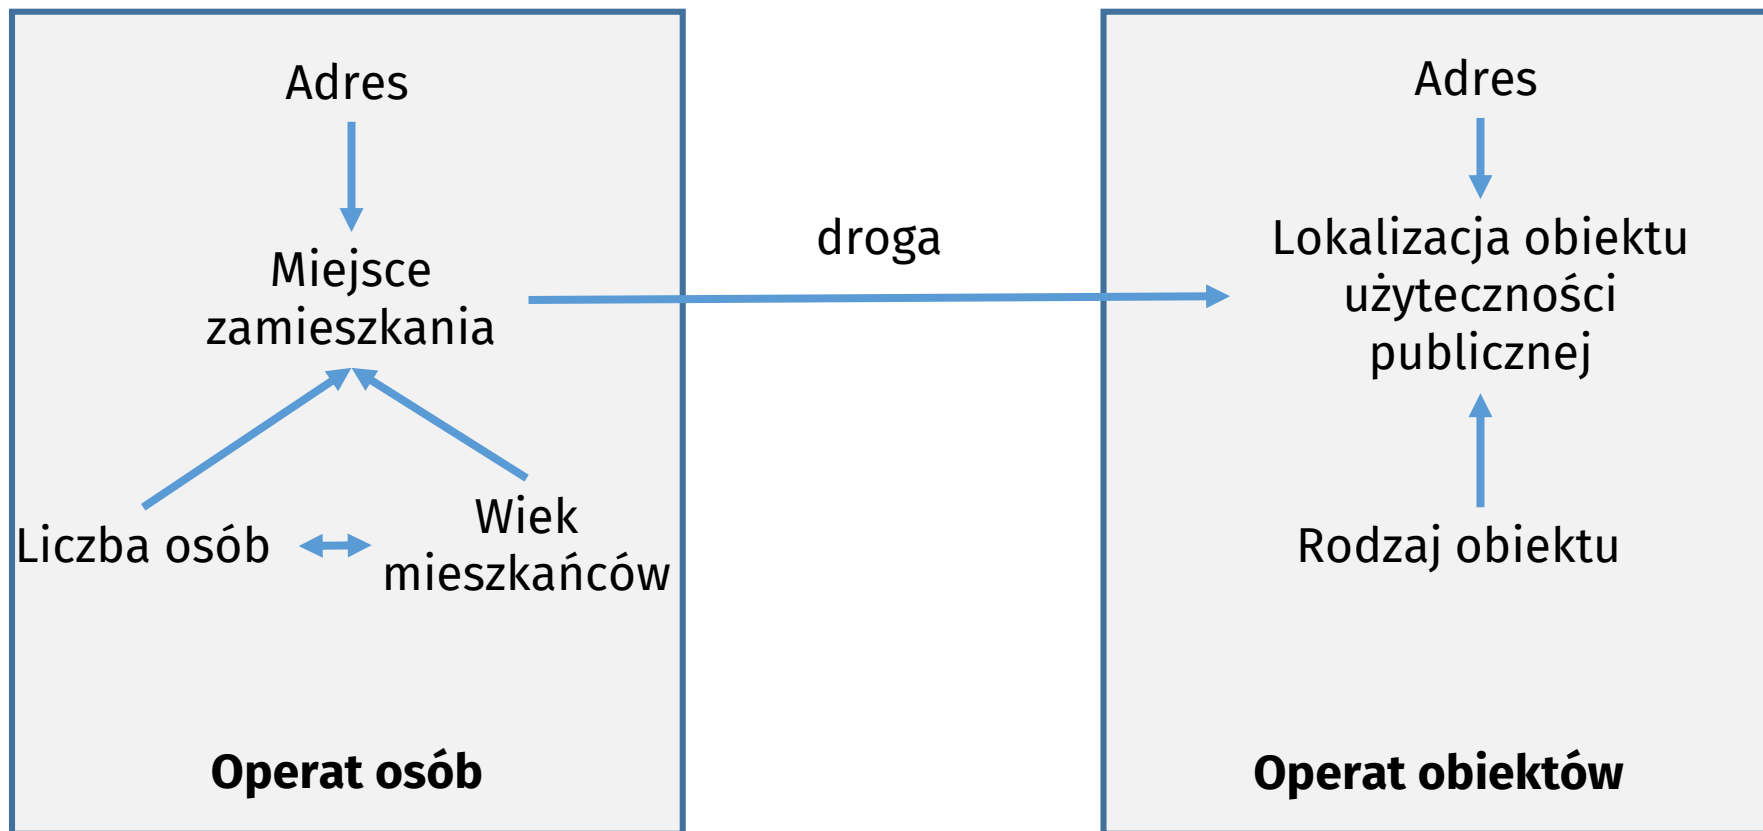 Adres
Miejsce
zamieszkania
Liczba osób
Wiek
mieszkańców
Operat osób
droga
Adres
Lokalizacja obiektu
użyteczności
publicznej
Rodzaj obiektu
Operat obiektów